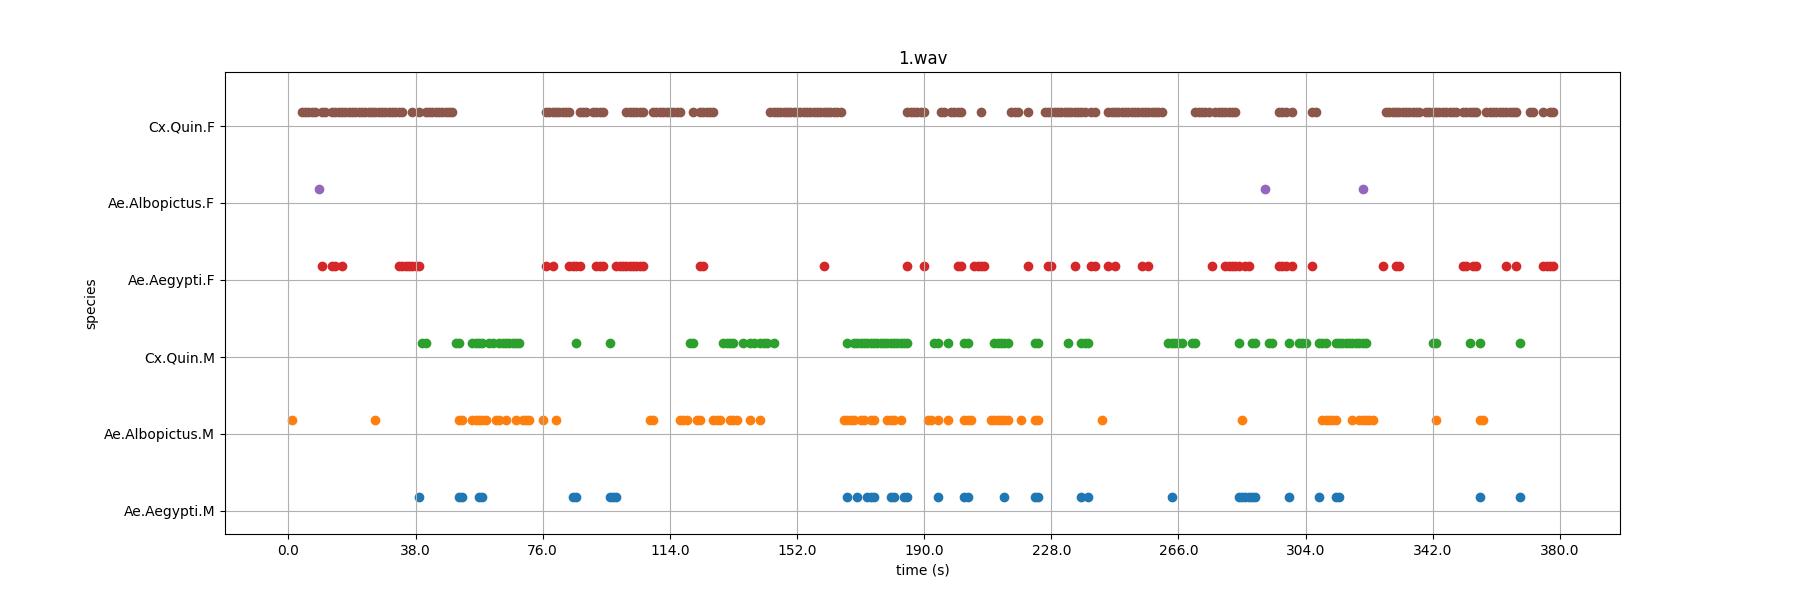 1.wav
species
Cx.Quin.F
Ae.Albopictus.F
Ae.Aegypti.F
Cx.Quin.M
Ae.Albopictus.M
Ae.Aegypti.M
0.0 38.0 76.0 114.0 152.0 190.0 228.0 266.0 304.0 342.0 380.0
time (s)